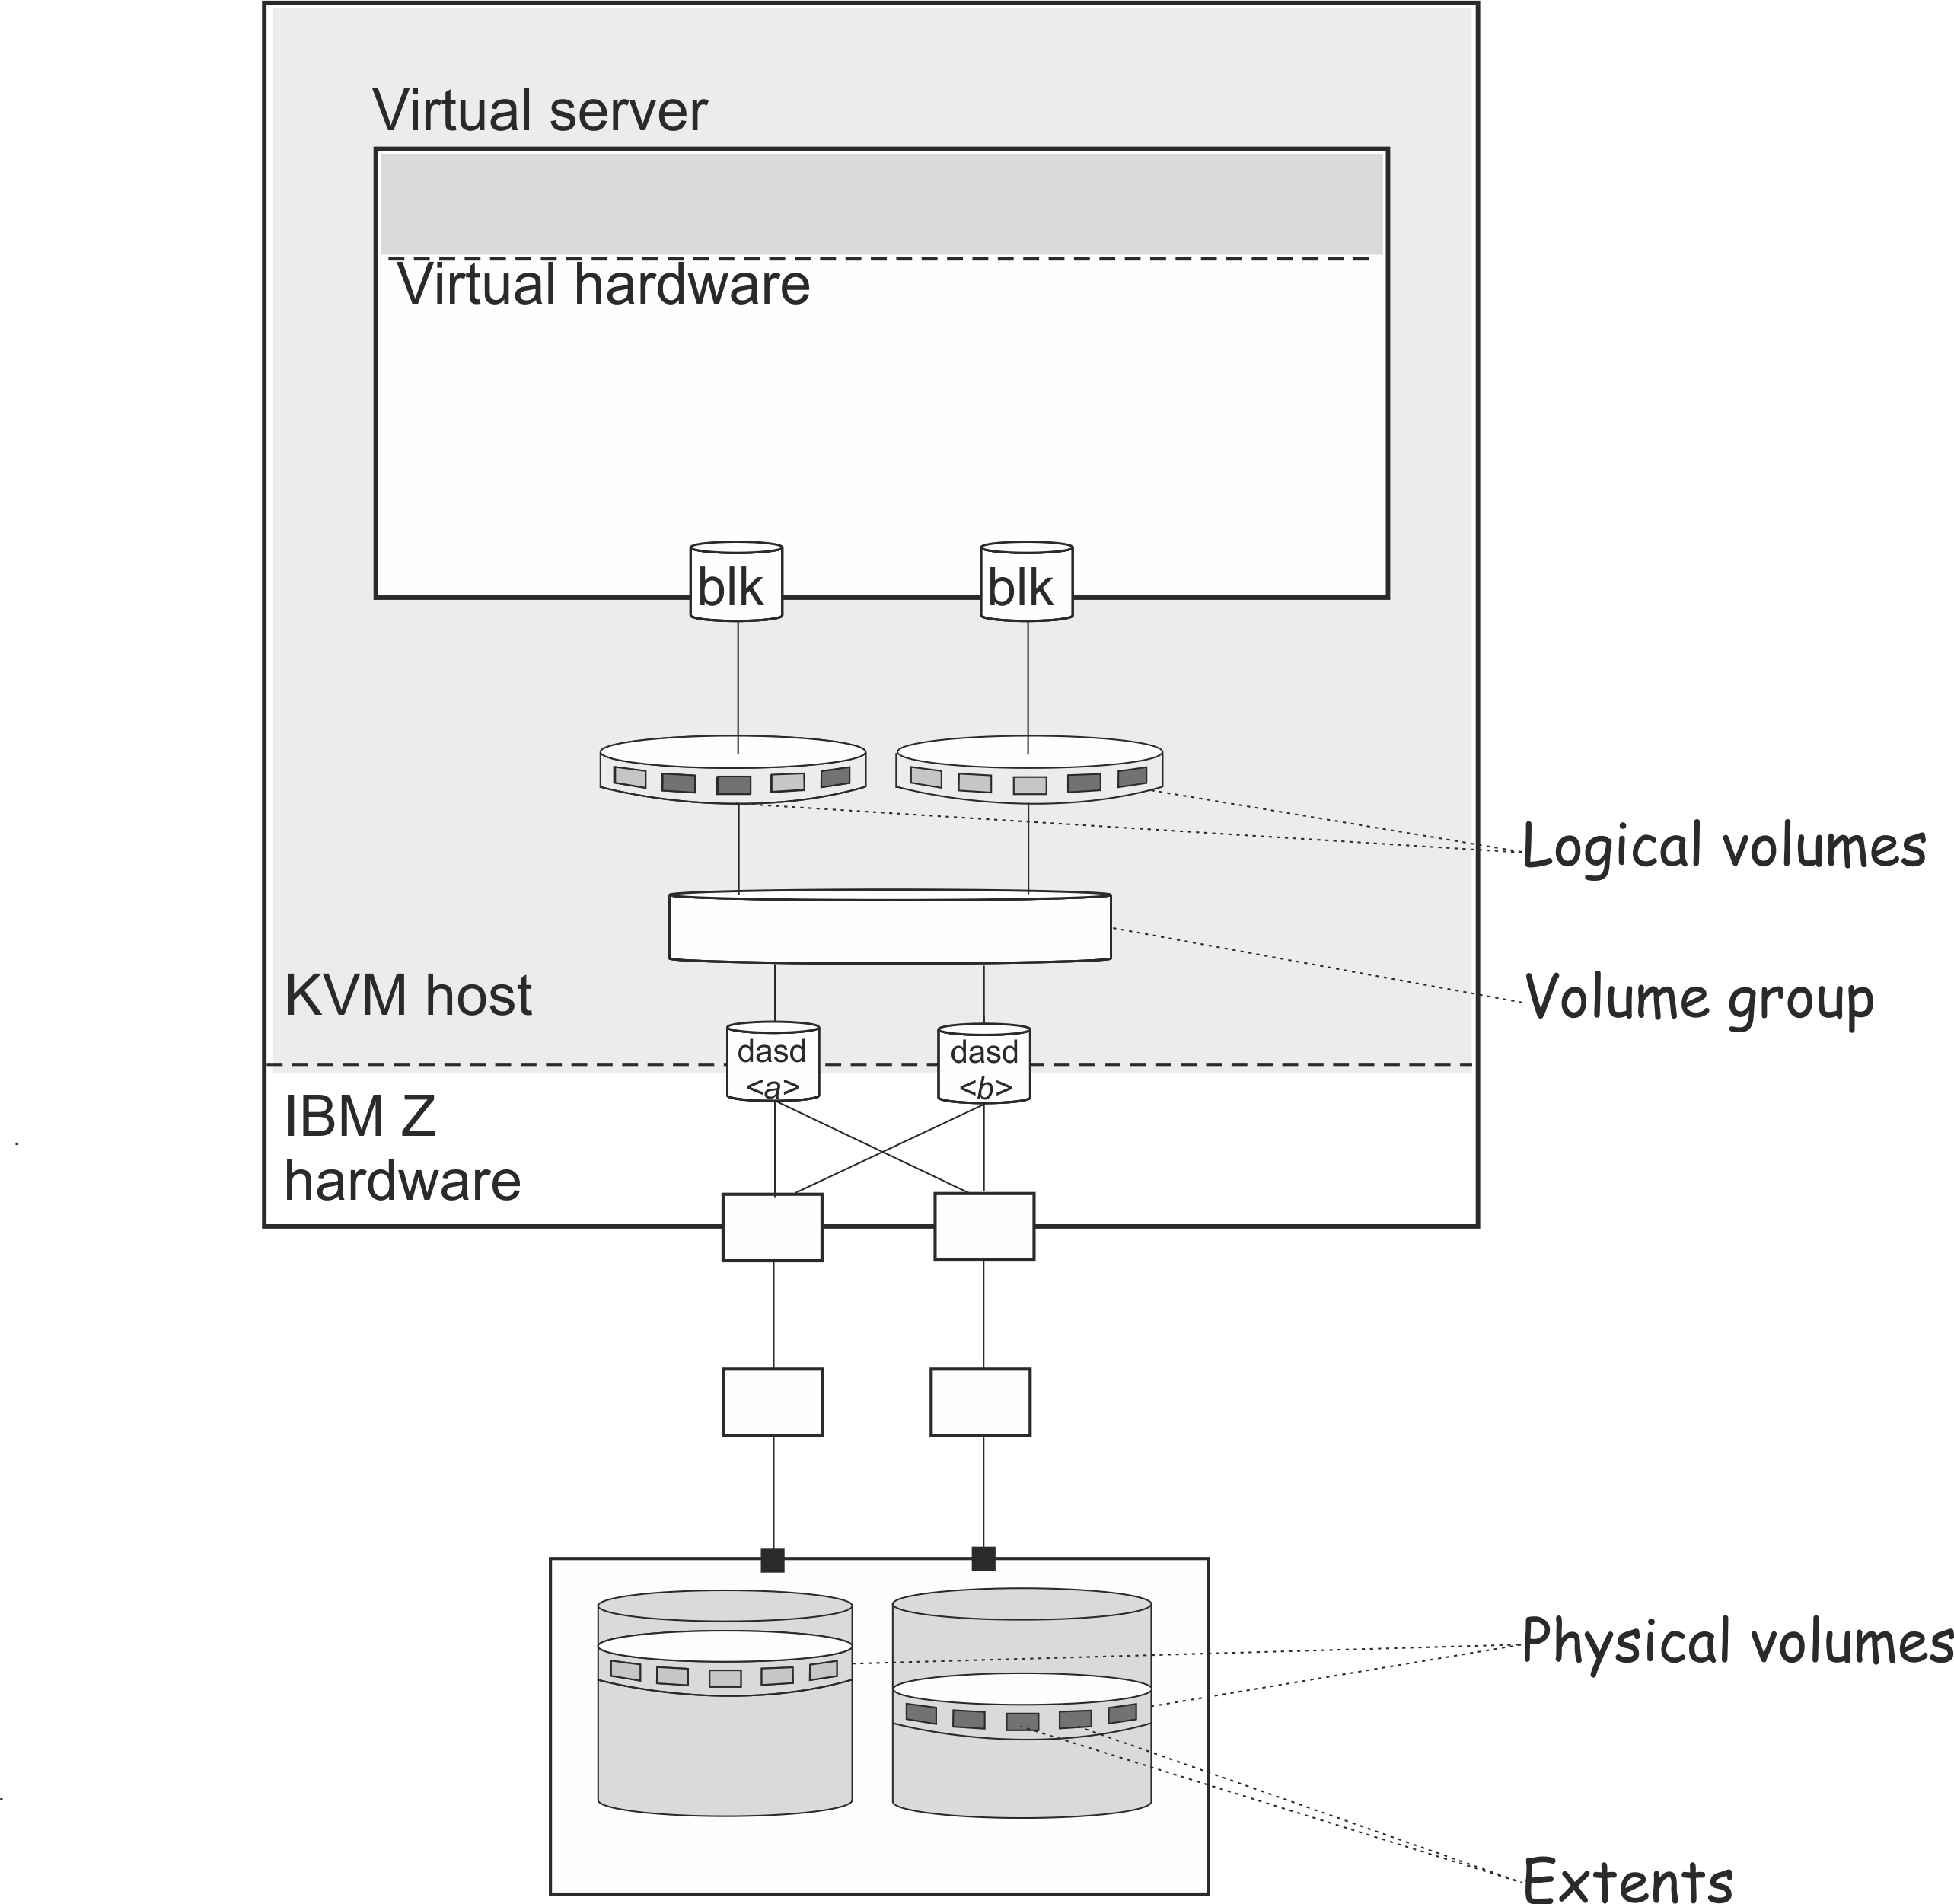 Virtual server
Virtual hardware
blk
blk
Logical volumes
KVM host
Volume group
dasd
<a>
dasd
<b>
IBM Z
hardware
Physical volumes
Extents